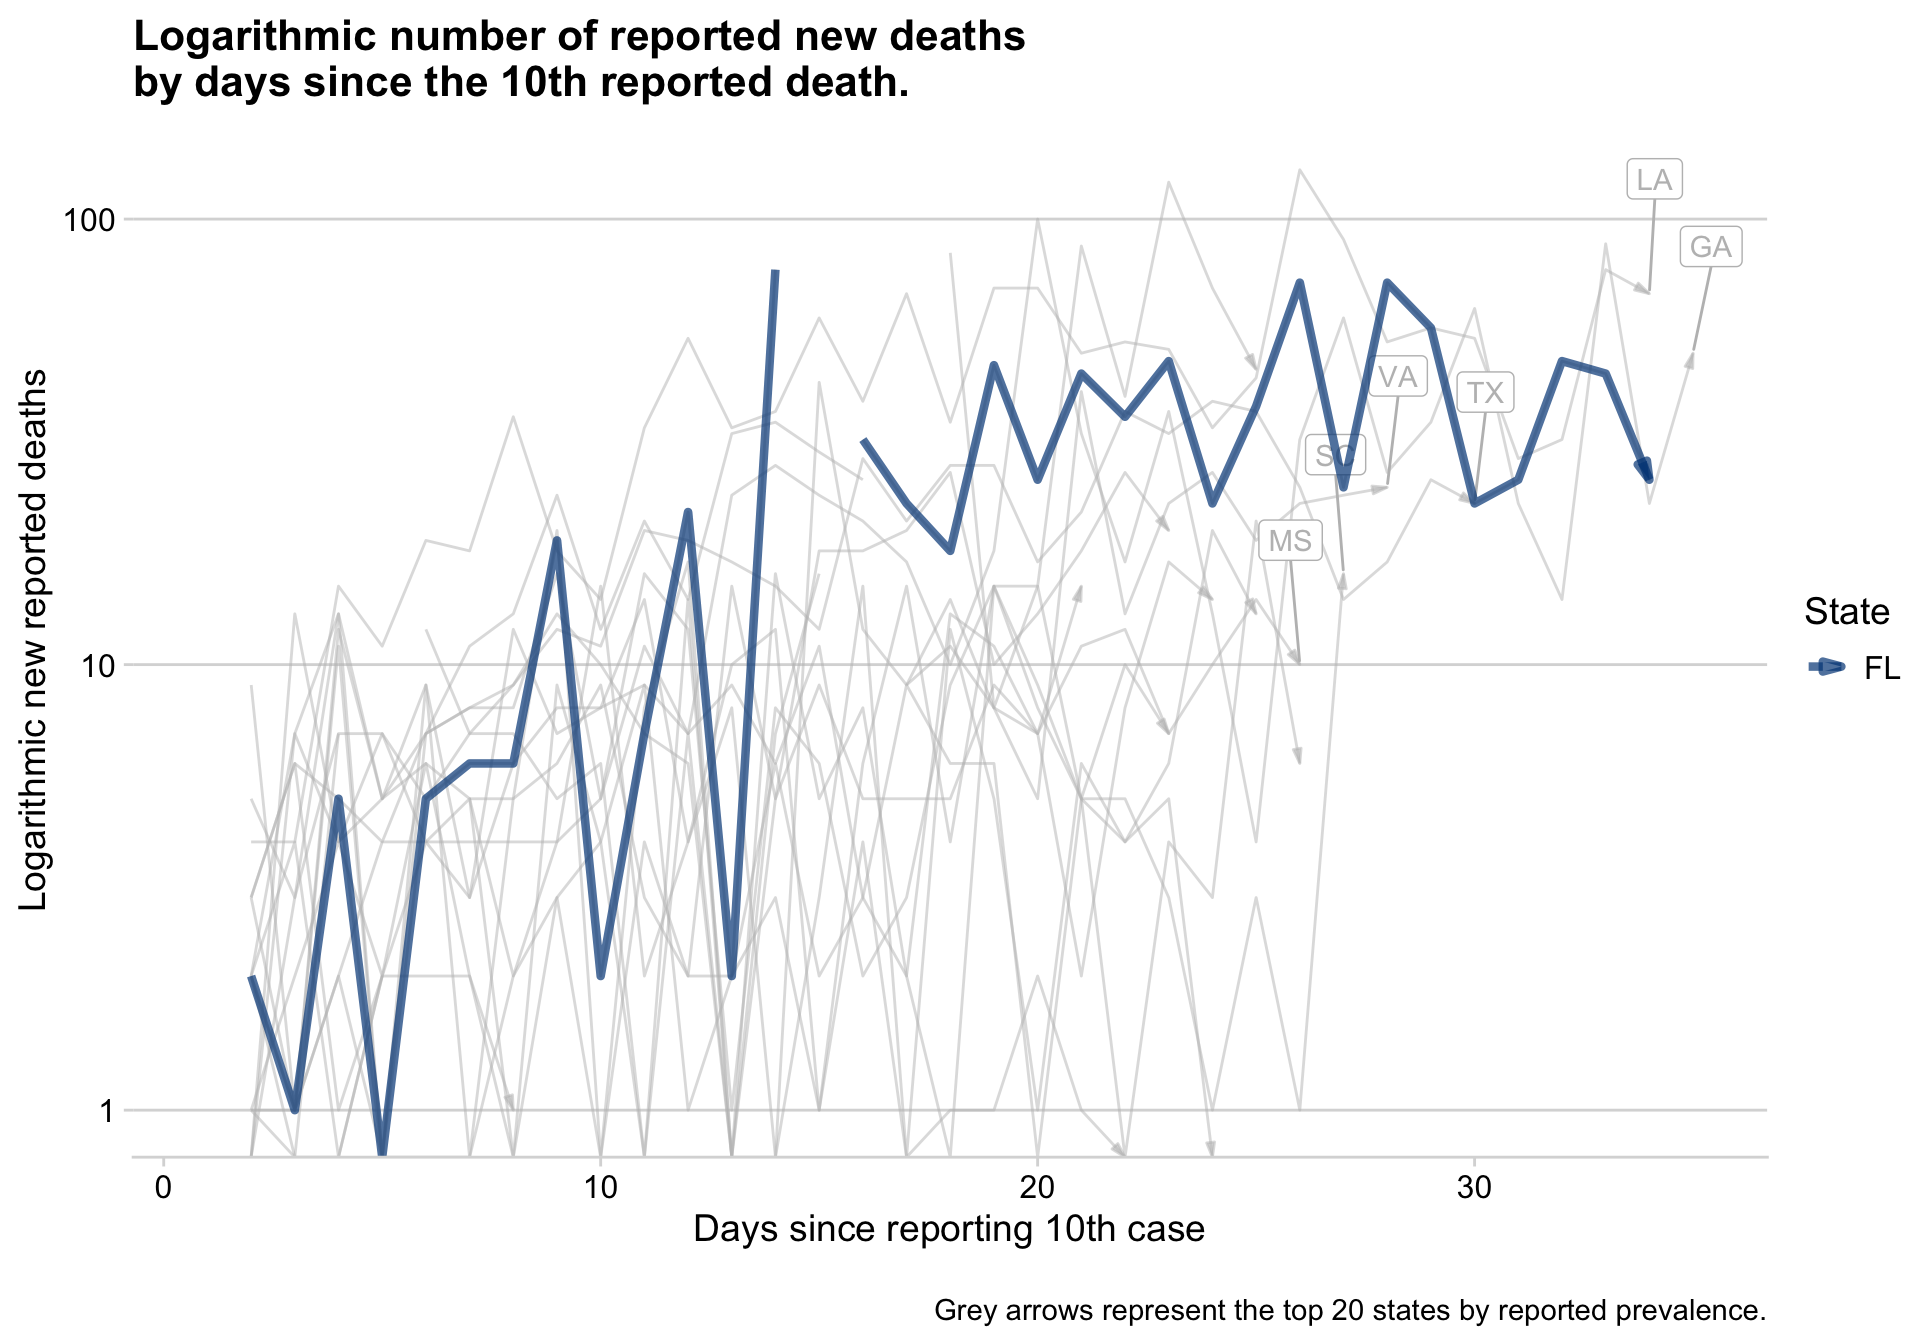 Logarithmic number of reported new deaths
by days since the 10th reported death.
LA
100
GA
VA
TX
SC
MS
Logarithmic new reported deaths
State
10
FL
1
0
10
20
30
Days since reporting 10th case
Grey arrows represent the top 20 states by reported prevalence.